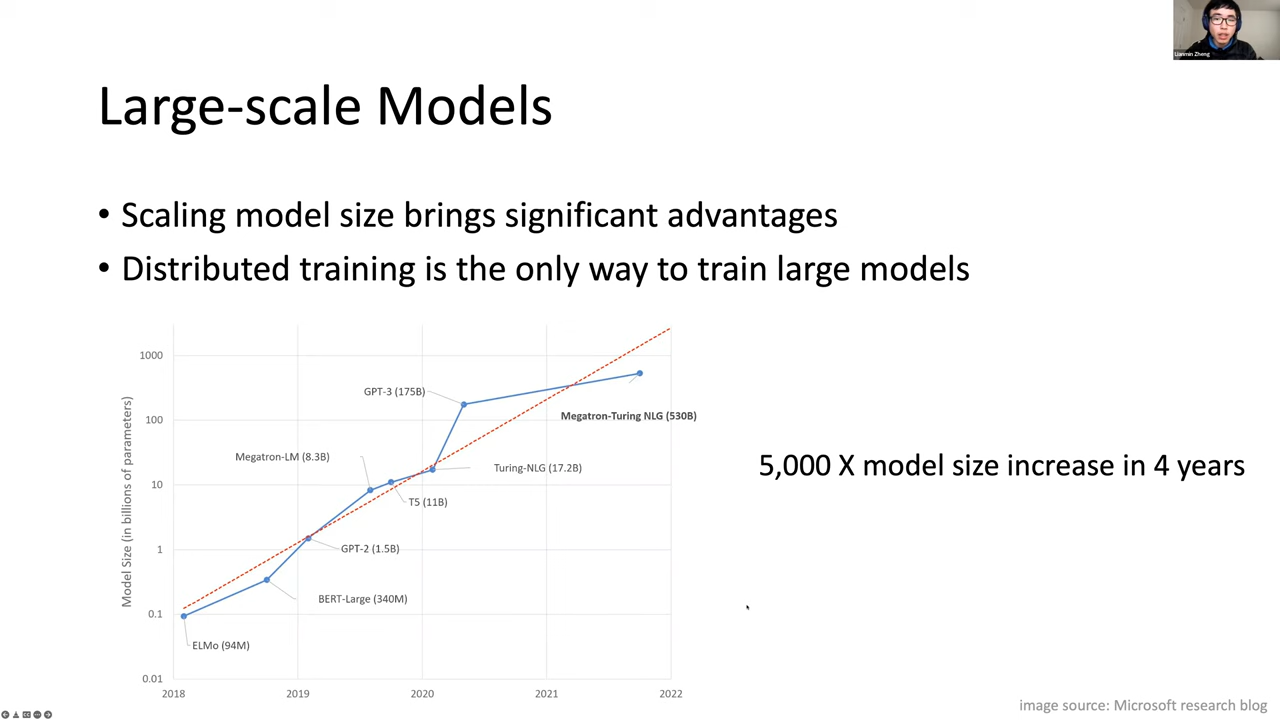 Lianmin Zheng
Large-scale Models
• Scaling model size brings significant advantages
• Distributed training is the only way to train large models
Model Size (in billions of parameters)
1000
100
10
1
0.1
0.01
2018
2019
2020
2021
2022
GPT-3 (175B)
Megatron-Turing NLG (530B)
Megatron-LM (8.3B)
Turing-NLG (17.2B)
T5 (11B)
GPT-2 (1.5B)
BERT-Large (340M)
ELMo (94M)
5,000 X model size increase in 4 years
image source: Microsoft research blog